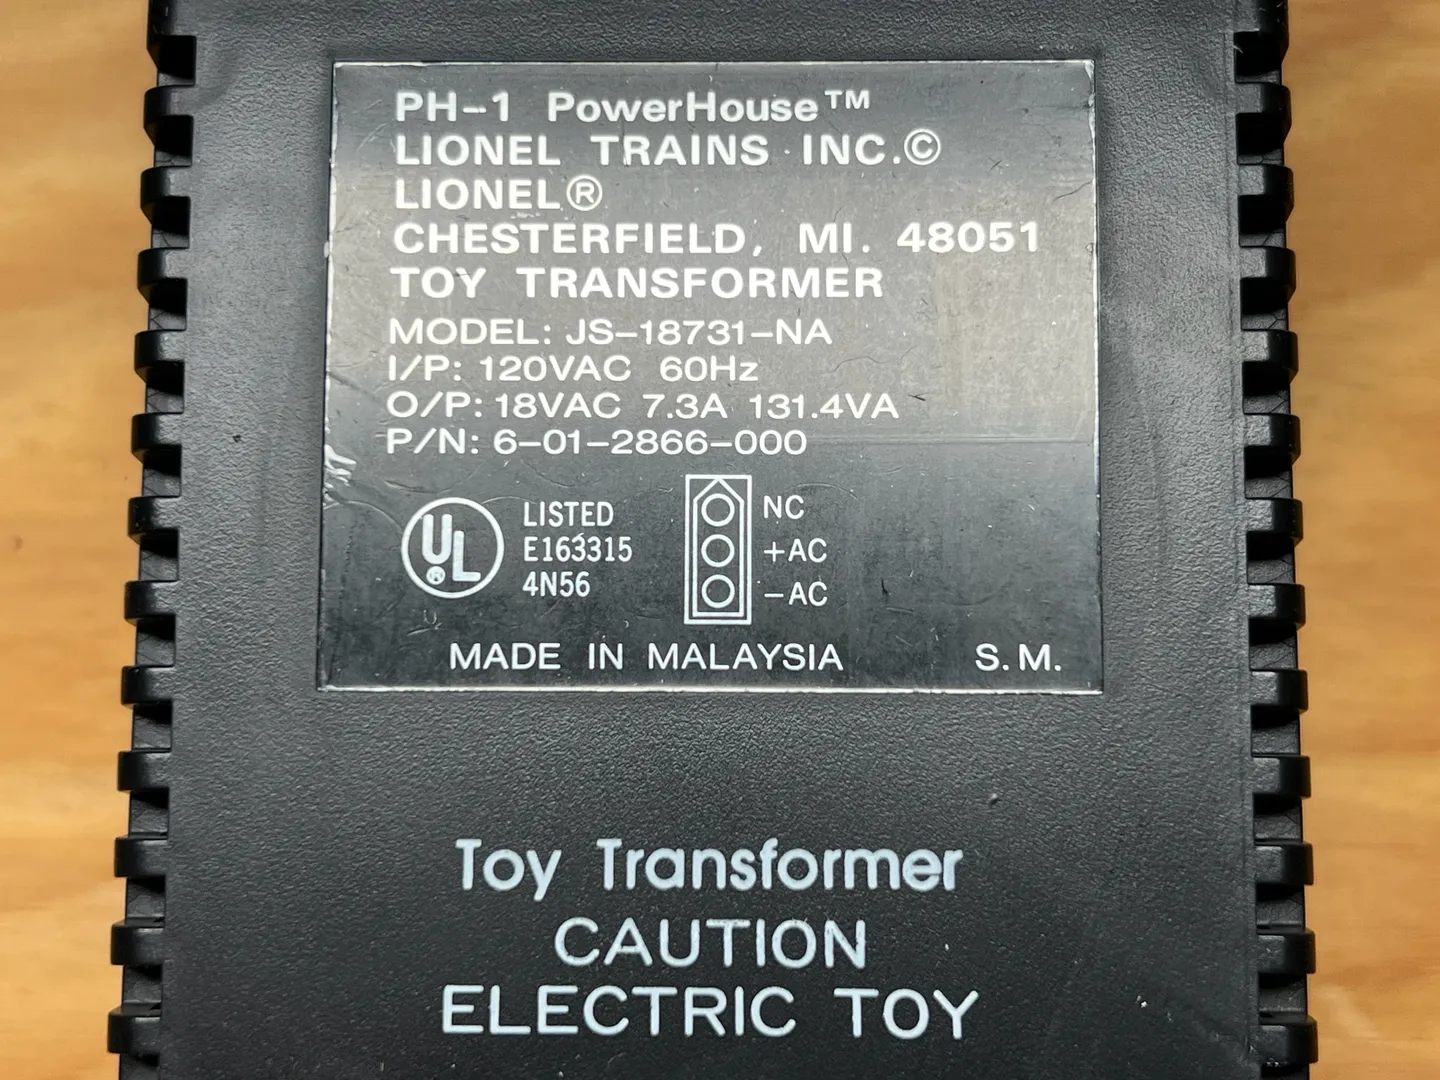 PH-1 PowerHouse™
LIONEL TRAINS INC.©
LIONEL®
CHESTERFIELD, MI. 48051
TOY TRANSFORMER
MODEL: JS-18731-NA
I/P: 120VAC 60Hz
O/P: 18VAC 7.3A 131.4VA
P/N: 6-01-2866-000
UL®
LISTED
E163315
4N56
NC
+AC
-AC
MADE IN MALAYSIA S.M.
Toy Transformer
CAUTION
ELECTRIC TOY